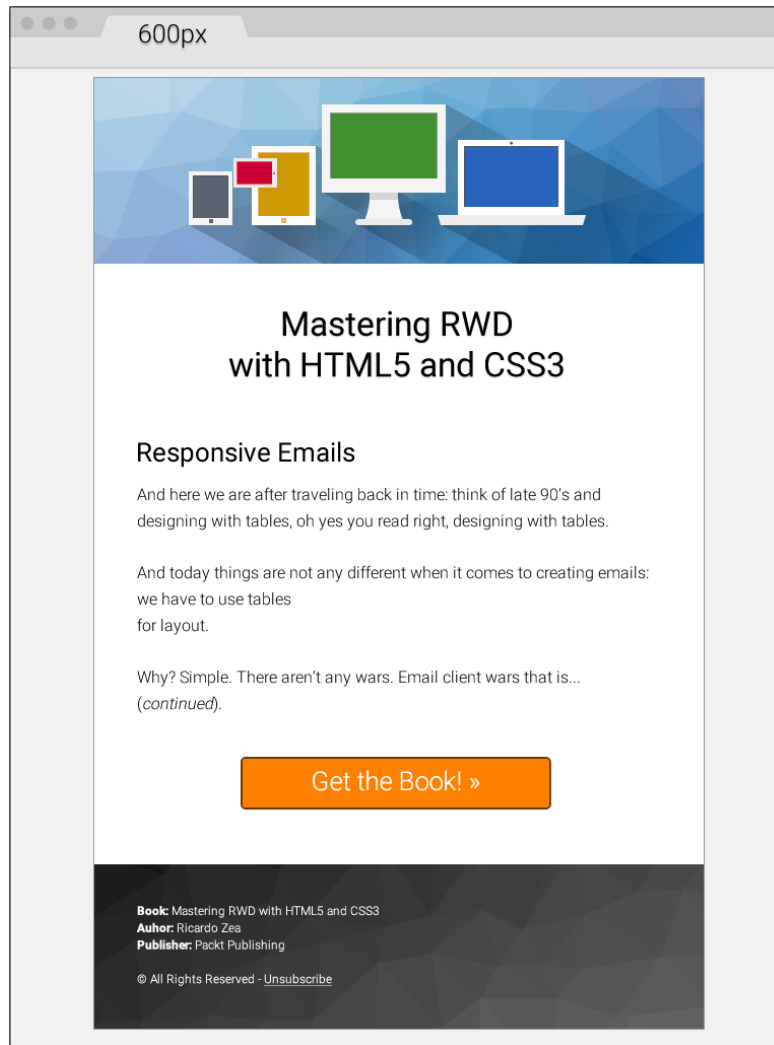 600px
Mastering RWD
with HTML5 and CSS3
Responsive Emails
And here we are after traveling back in time: think of late 90's and
designing with tables, oh yes you read right, designing with tables.
And today things are not any different when it comes to creating emails:
we have to use tables
for layout.
Why? Simple. There aren't any wars. Email client wars that is...
(continued).
Get the Book! »
Book: Mastering RWD with HTML5 and CSS3
Auhor: Ricardo Zea
Publisher: Packt Publishing
© All Rights Reserved - Unsubscribe